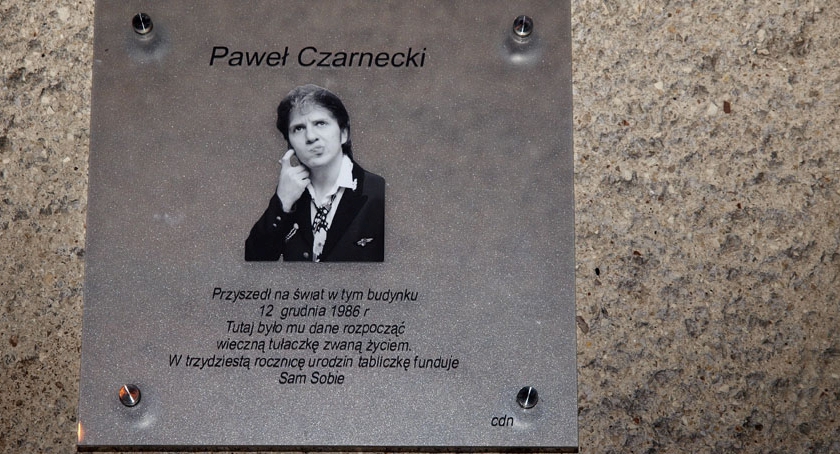 Paweł Czarnecki
Przyszedł na świat w tym budynku
12 grudnia 1986 r
Tutaj było mu dane rozpocząć
wieczną tułaczkę zwaną życiem.
W trzydziestą rocznicę urodzin tabliczkę funduje
Sam Sobie
cdn